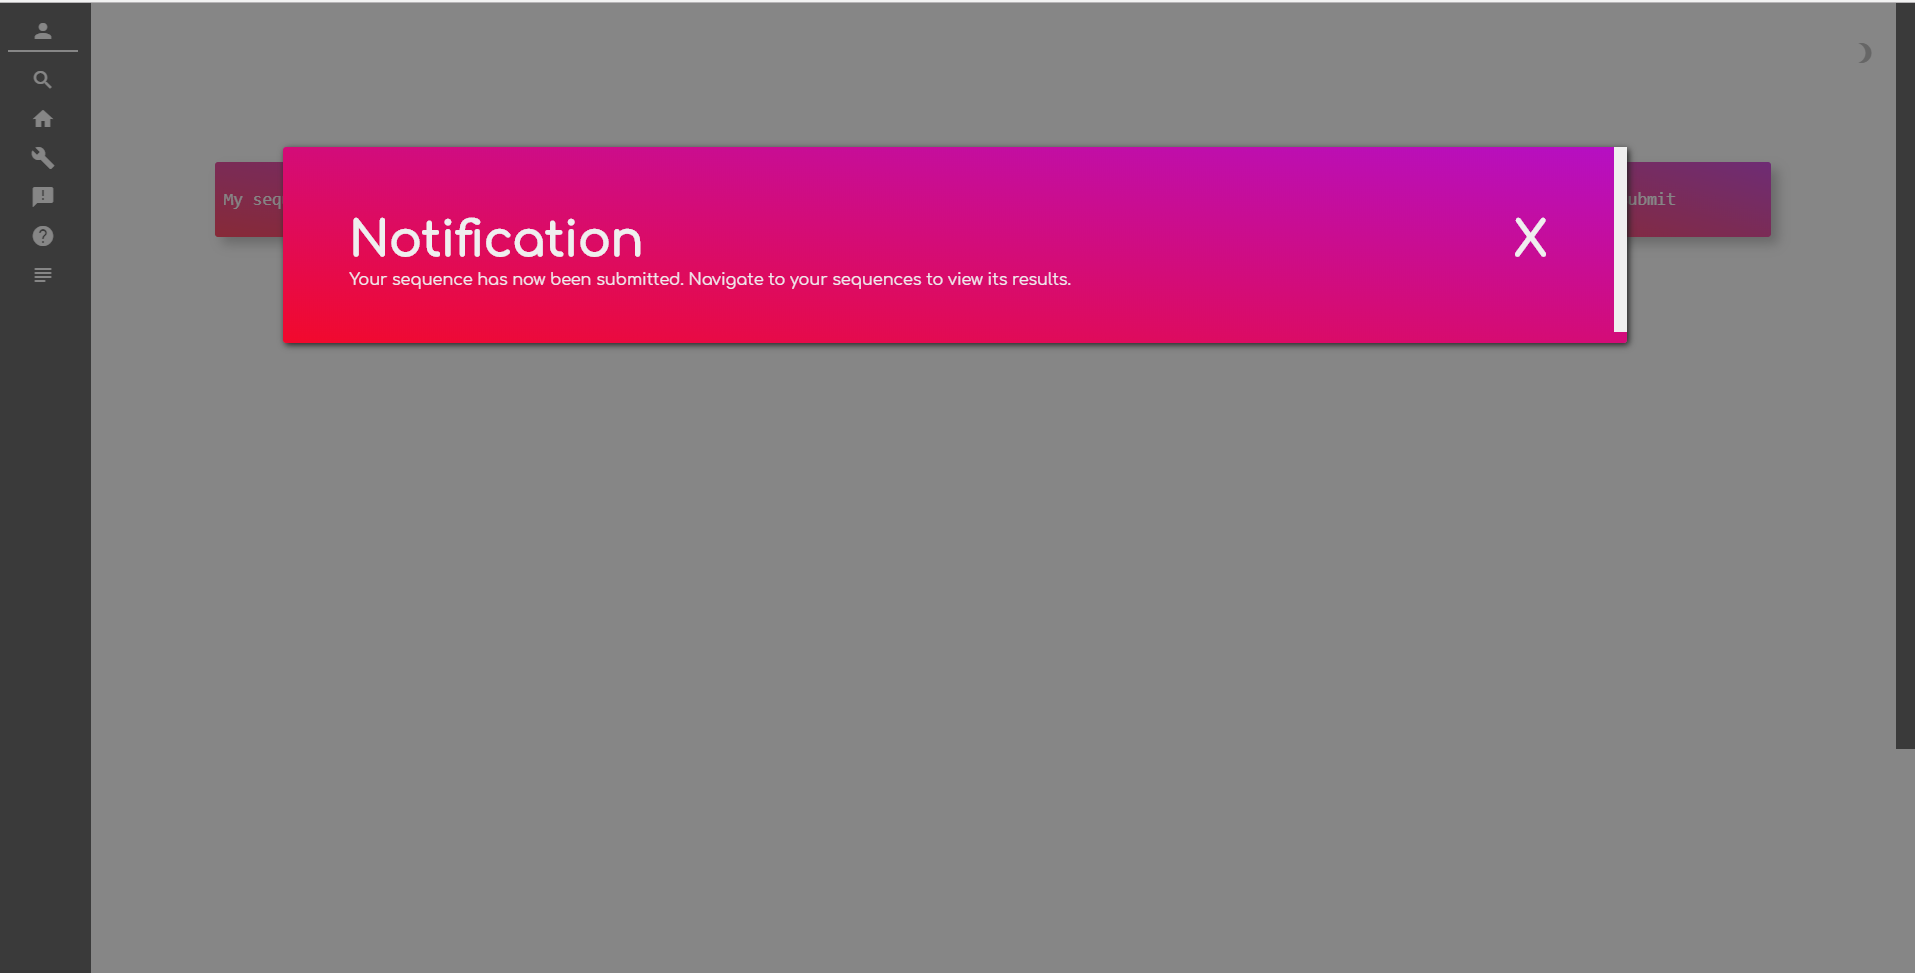 My seq
ubmit
Notification
X
Your sequence has now been submitted. Navigate to your sequences to view its results.